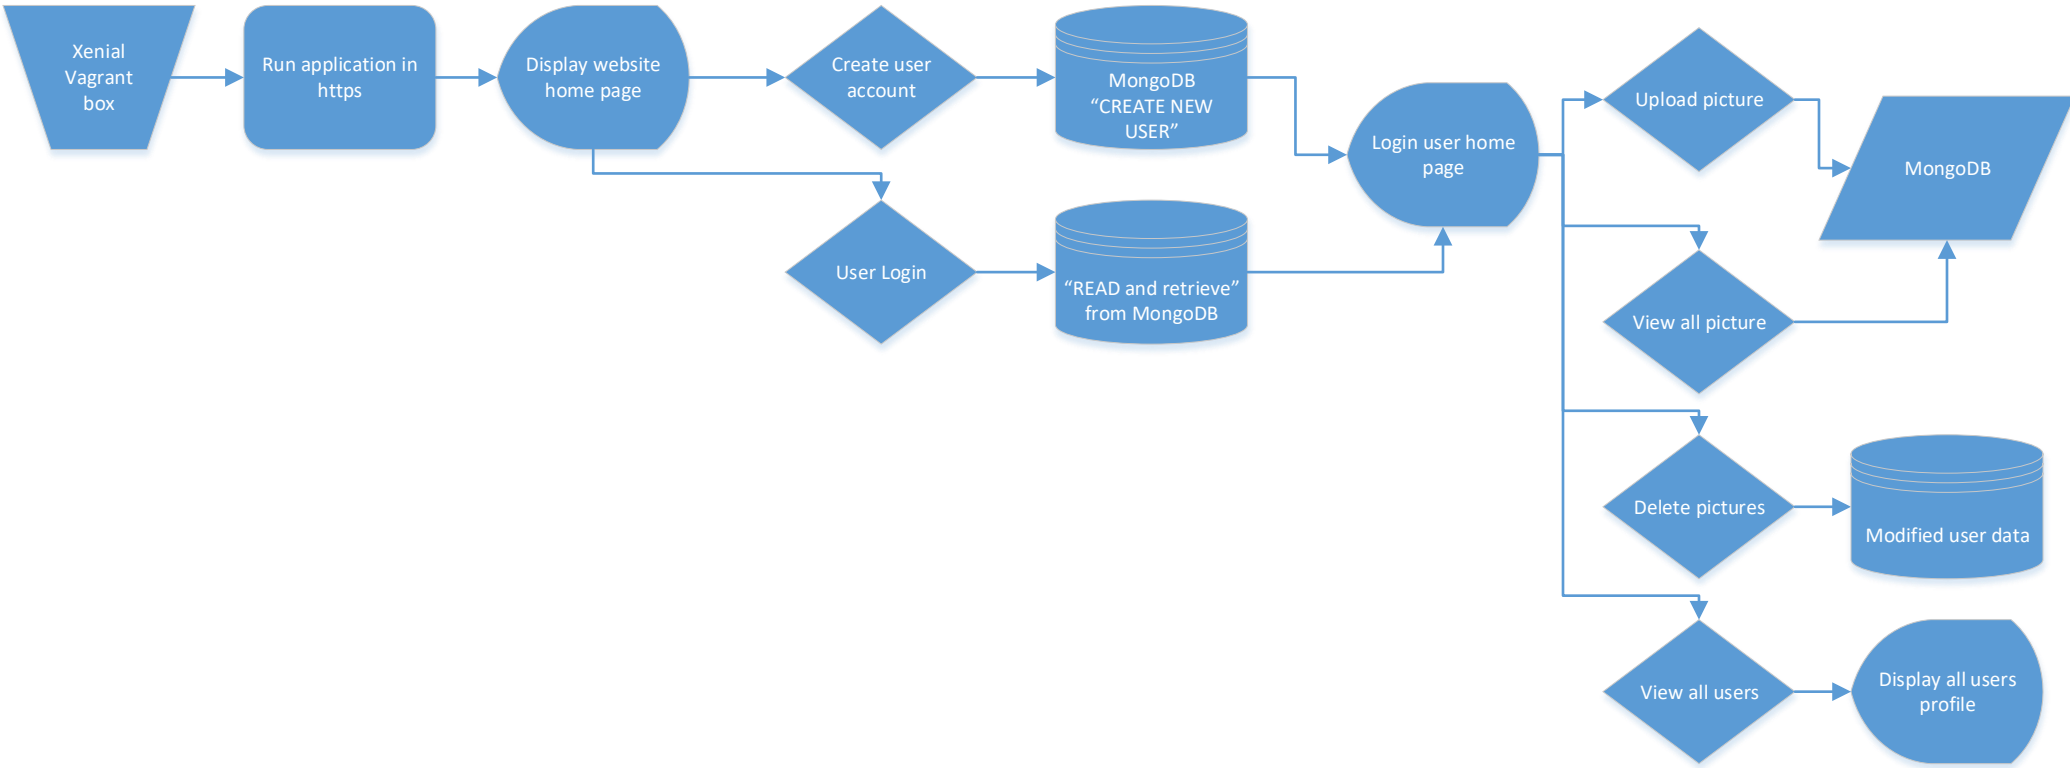 Xenial
Vagrant
box
Run application in
https
Display website
home page
Create user
account
MongoDB
“CREATE NEW
USER”
User Login
“READ and retrieve”
from MongoDB
Login user home
page
Upload picture
MongoDB
View all picture
Delete pictures
Modified user data
View all users
Display all users
profile